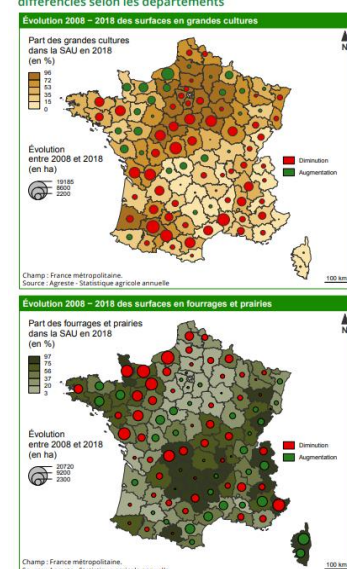 différenciés selon les départements
Évolution 2008 – 2018 des surfaces en grandes cultures
Part des grandes cultures
dans la SAU en 2018
(en %)
N
96
72
53
35
15
0
Évolution
entre 2008 et 2018
(en ha)
19185
8600
2200
Diminution
Augmentation
Champ : France métropolitaine.
Source : Agreste - Statistique agricole annuelle
100 km
Évolution 2008 – 2018 des surfaces en fourrages et prairies
Part des fourrages et prairies
dans la SAU en 2018
(en %)
N
97
75
58
37
20
3
Évolution
entre 2008 et 2018
(en ha)
20720
9200
2300
Diminution
Augmentation
Champ : France métropolitaine.
100 km